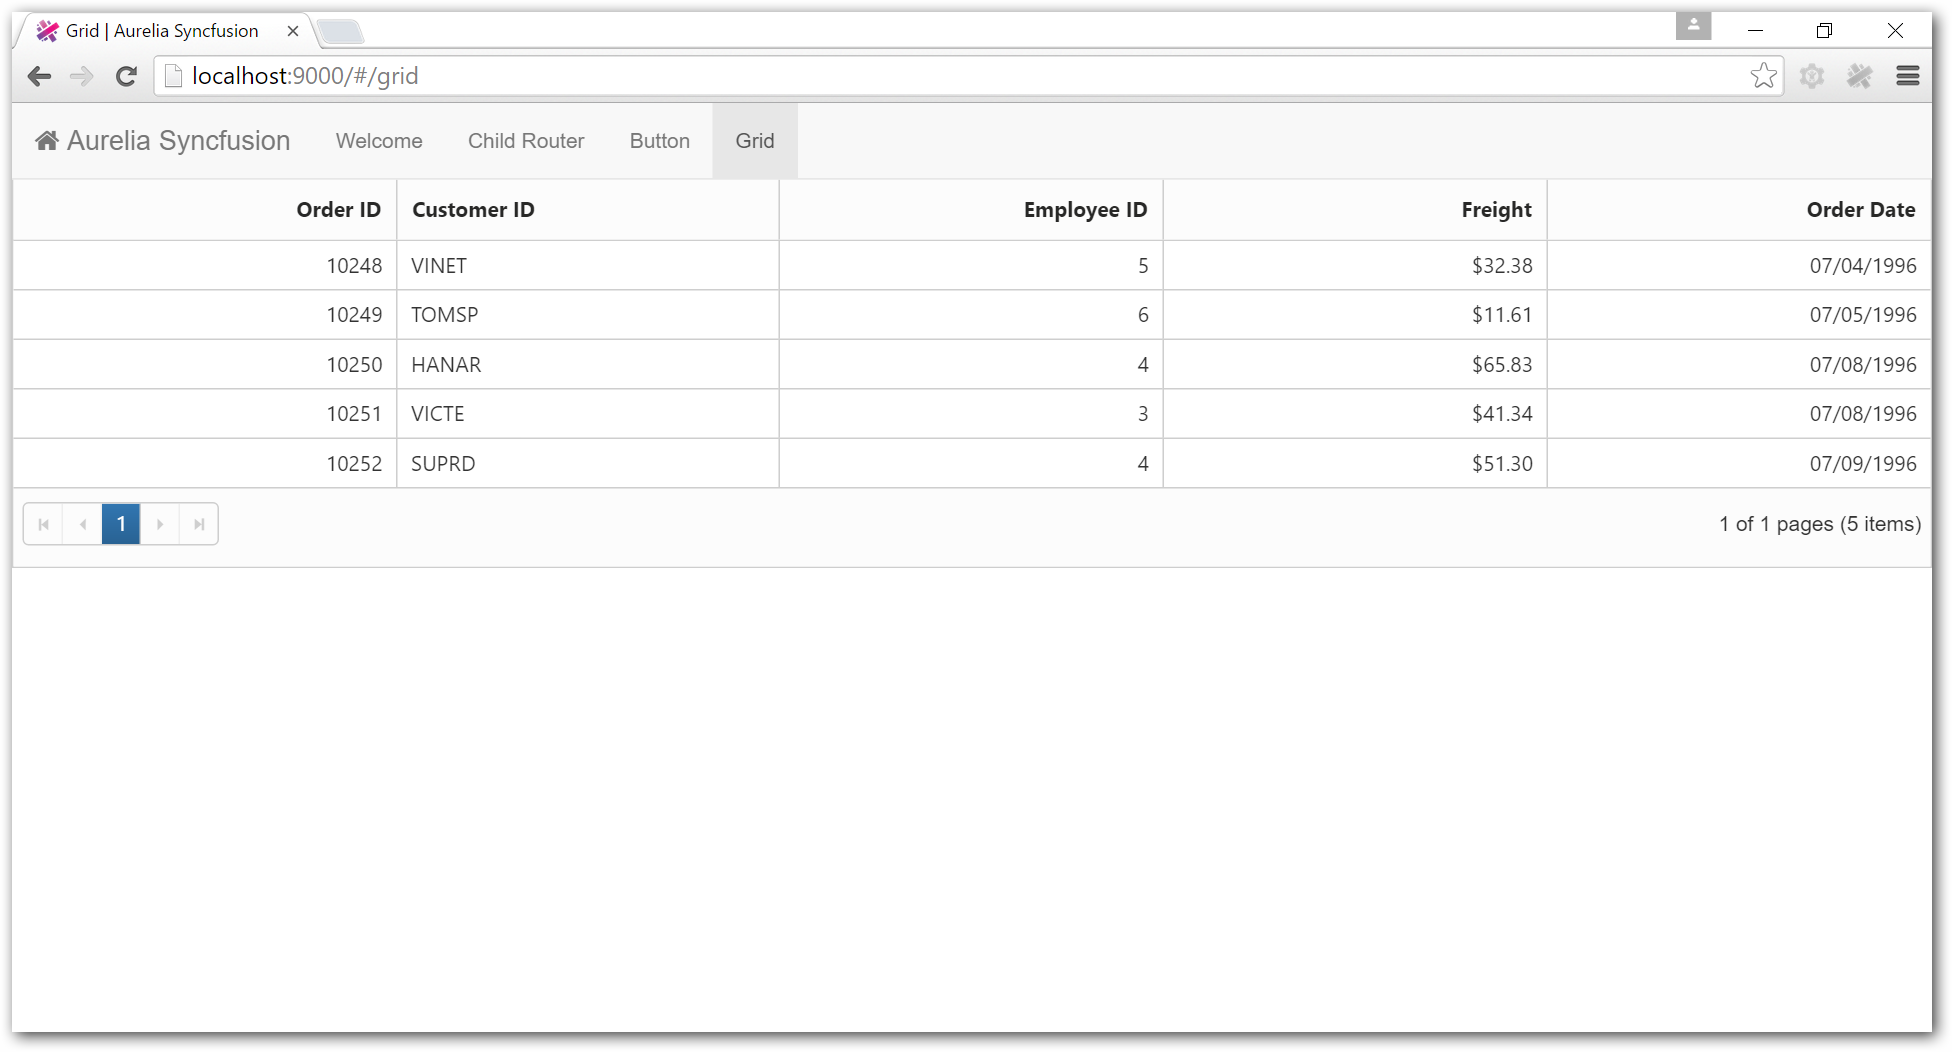 Grid | Aurelia Syncfusion
localhost:9000/#/grid
Aurelia Syncfusion Welcome Child Router Button Grid
Order ID Customer ID Employee ID Freight Order Date
10248 VINET 5 $32.38 07/04/1996
10249 TOMSP 6 $11.61 07/05/1996
10250 HANAR 4 $65.83 07/08/1996
10251 VICTE 3 $41.34 07/08/1996
10252 SUPRD 4 $51.30 07/09/1996
1 1 of 1 pages (5 items)